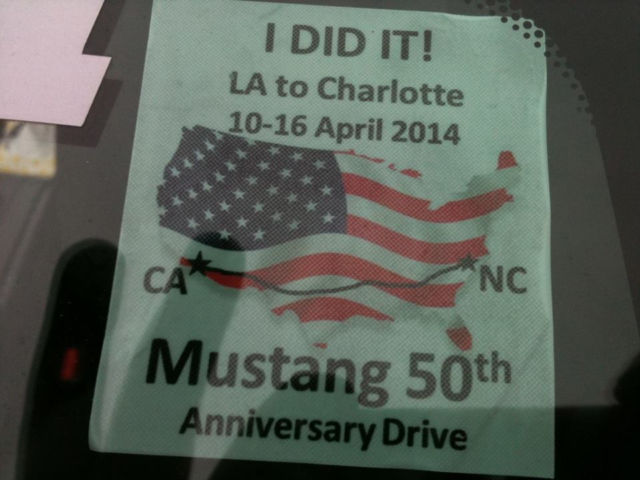 I DID IT!
LA to Charlotte
10-16 April 2014
CA NC
Mustang 50th
Anniversary Drive